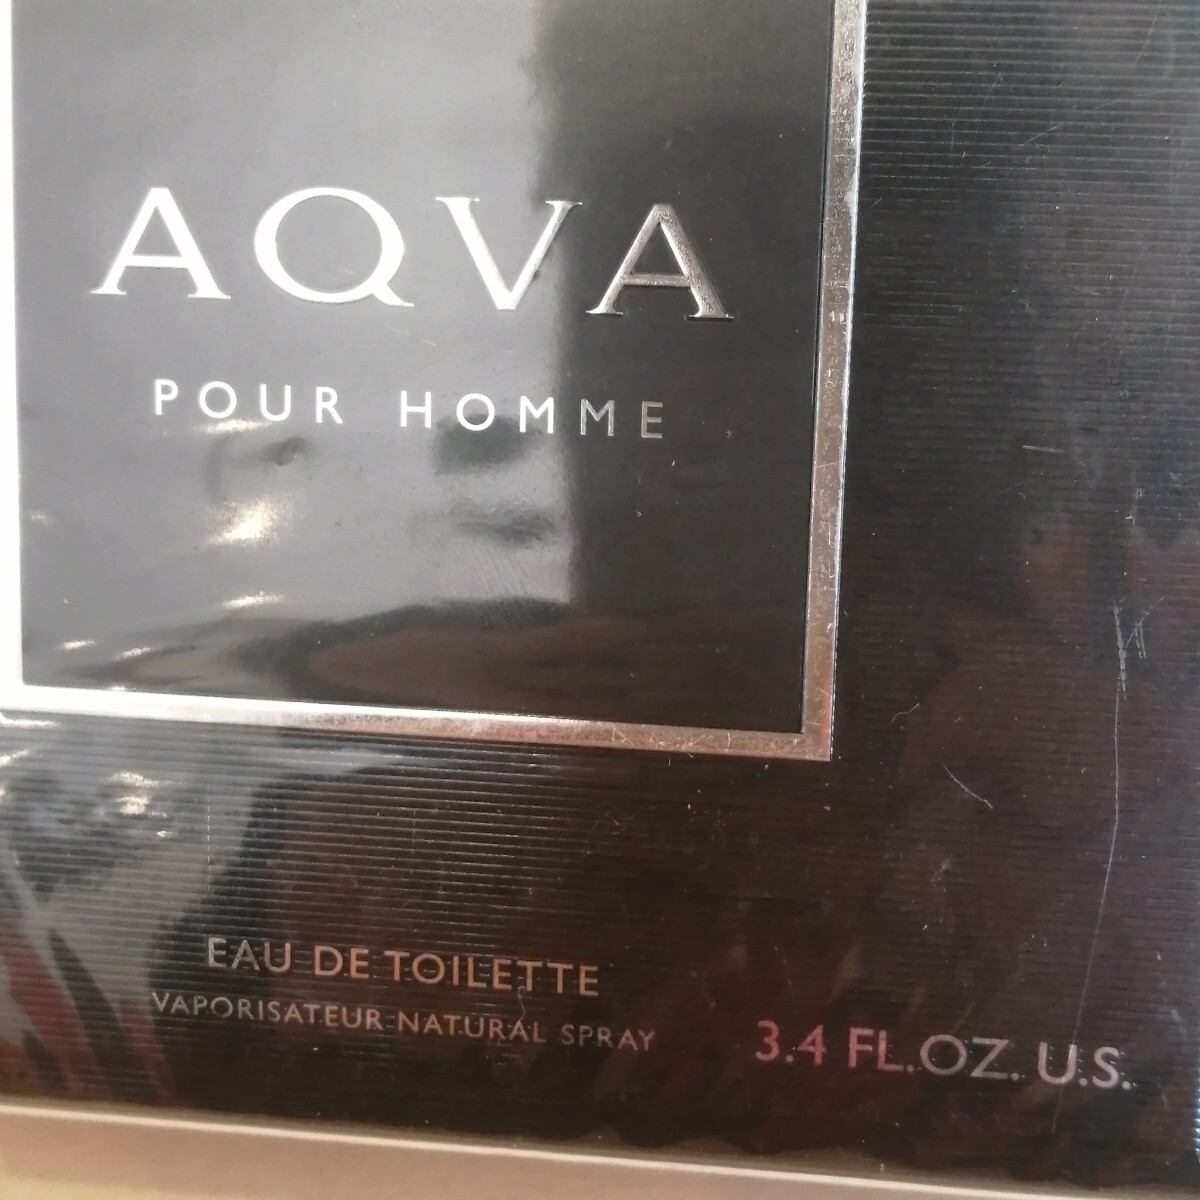 AQVA
POUR HOMME
EAU DE TOILETTE
VAPORISATEUR NATURAL SPRAY
3.4 FL.OZ. U.S.